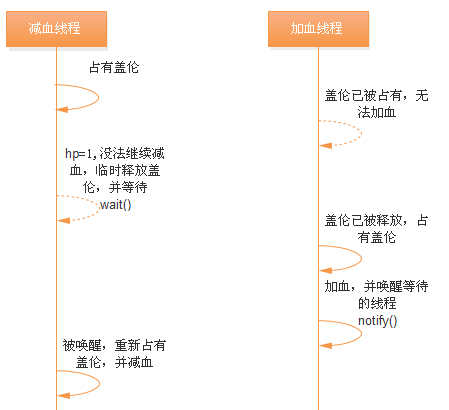 减血线程
占有盖伦
hp=1,没法继续减
血，临时释放盖
伦，并等待
wait()
被唤醒，重新占有
盖伦，并减血
加血线程
盖伦已被占有，无
法加血
盖伦已被释放，占
有盖伦
加血，并唤醒等待
的线程
notify()